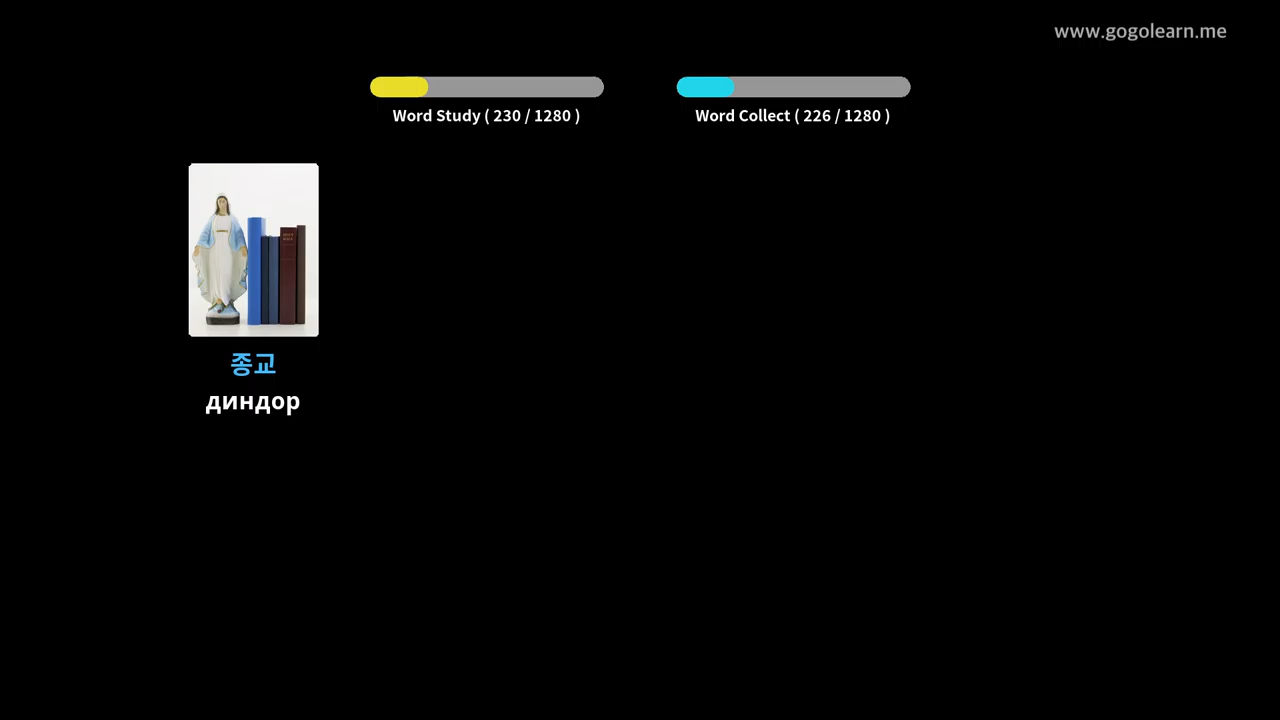 www.gogolearn.me
Word Study ( 230 / 1280 )
Word Collect ( 226 / 1280 )
종교
диндор